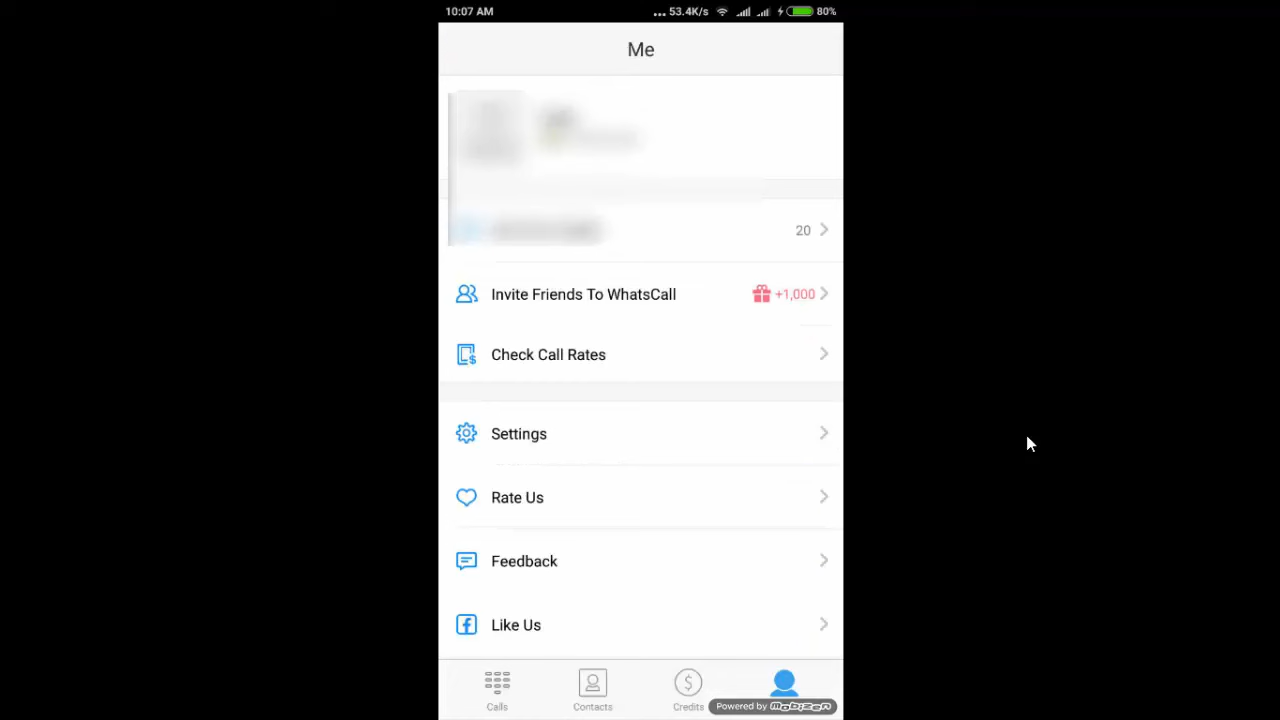 10:07 AM ... 53.4K/s 80%
Me
20
Invite Friends To WhatsCall +1,000
Check Call Rates
Settings
Rate Us
Feedback
Like Us
Calls Contacts Credits
Powered by mobizen